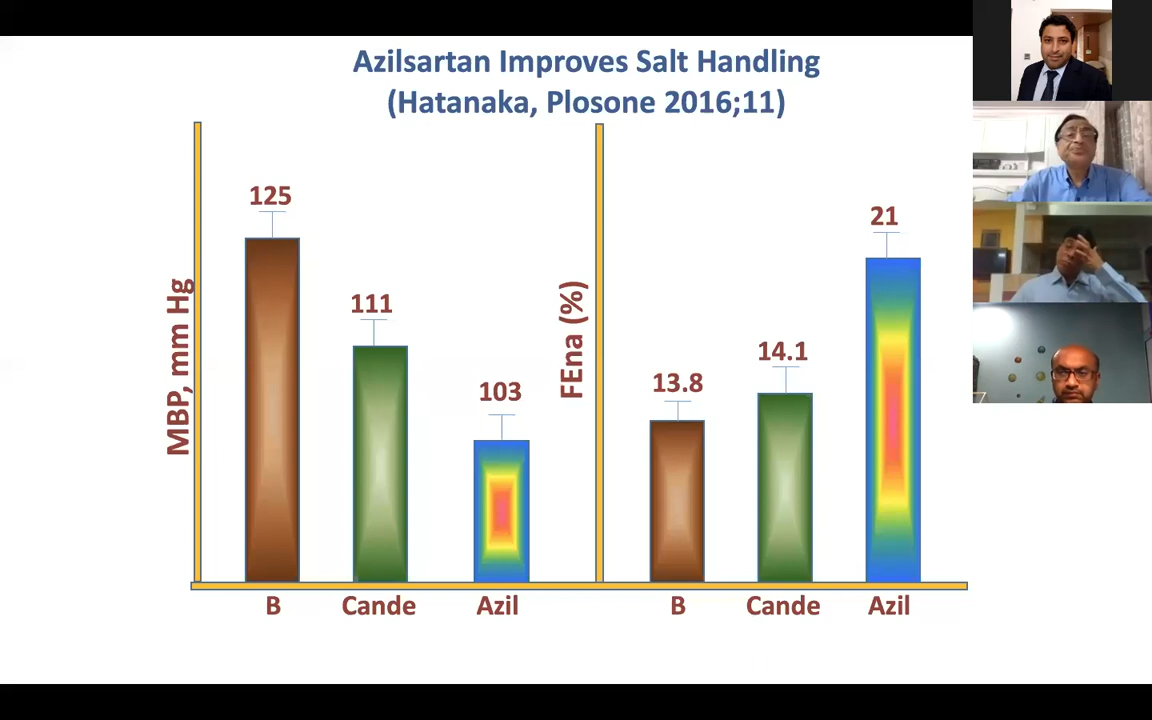 Azilsartan Improves Salt Handling
(Hatanaka, Plosone 2016;11)
MBP, mm Hg
125
111
103
B
Cande
Azil
FEna (%)
13.8
14.1
21
B
Cande
Azil